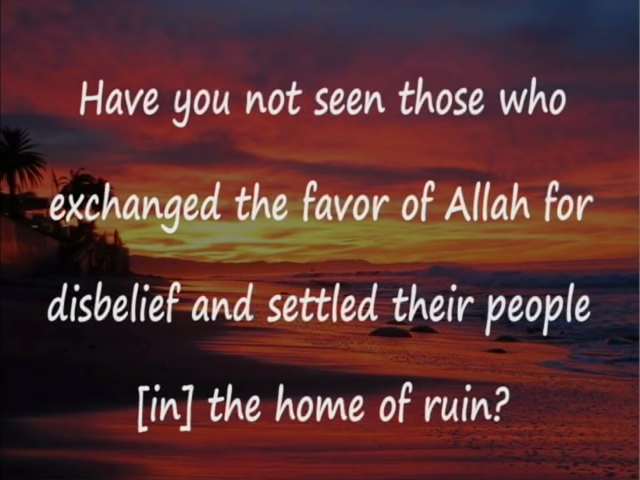 Have you not seen those who
exchanged the favor of Allah for
disbelief and settled their people
[in] the home of ruin?